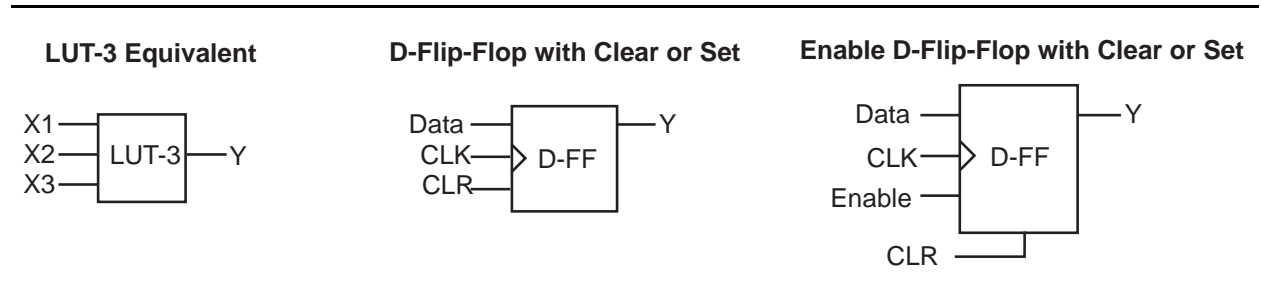 LUT-3 Equivalent
X1
X2
X3
LUT-3
Y
D-Flip-Flop with Clear or Set
Data
CLK
CLR
D-FF
Y
Enable D-Flip-Flop with Clear or Set
Data
CLK
Enable
CLR
D-FF
Y